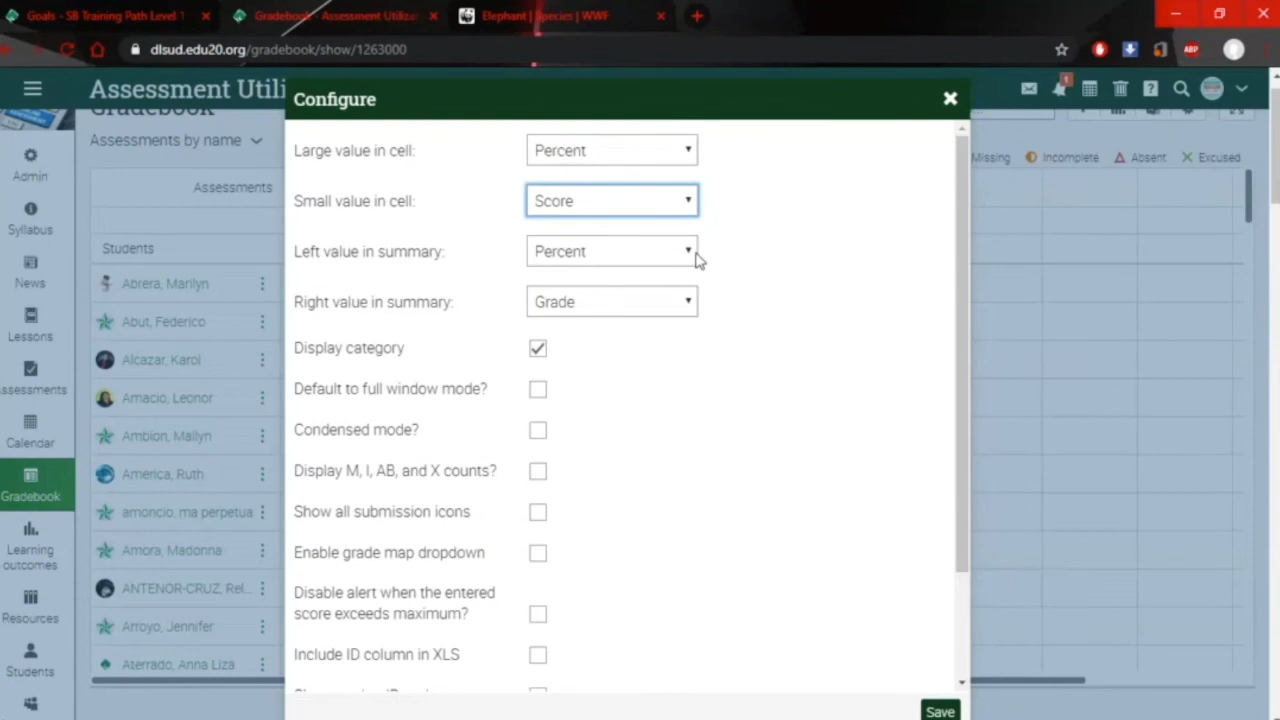 Goals - SB Training Path Level 1
Gradebook - Assessment Utiliza
Elephant | Species | WWF
dlsud.edu20.org/gradebook/show/1263000
ABP
Assessment Utili
1
Gradebook
Assessments by name
Missing
Incomplete
Absent
Excused
Configure
Large value in cell:
Percent
Small value in cell:
Score
Left value in summary:
Percent
Right value in summary:
Grade
Display category
Default to full window mode?
Condensed mode?
Display M, I, AB, and X counts?
Show all submission icons
Enable grade map dropdown
Disable alert when the entered
score exceeds maximum?
Include ID column in XLS
Save
Admin
Syllabus
News
Lessons
ssessments
Calendar
Gradebook
Learning
outcomes
Resources
Students
Assessments
Students
Abrera, Marilyn
Abut, Federico
Alcazar, Karol
Amacio, Leonor
Ambion, Mailyn
America, Ruth
amoncio, ma perpetua
Amora, Madonna
ANTENOR-CRUZ, Rel...
Arroyo, Jennifer
Aterrado, Anna Liza